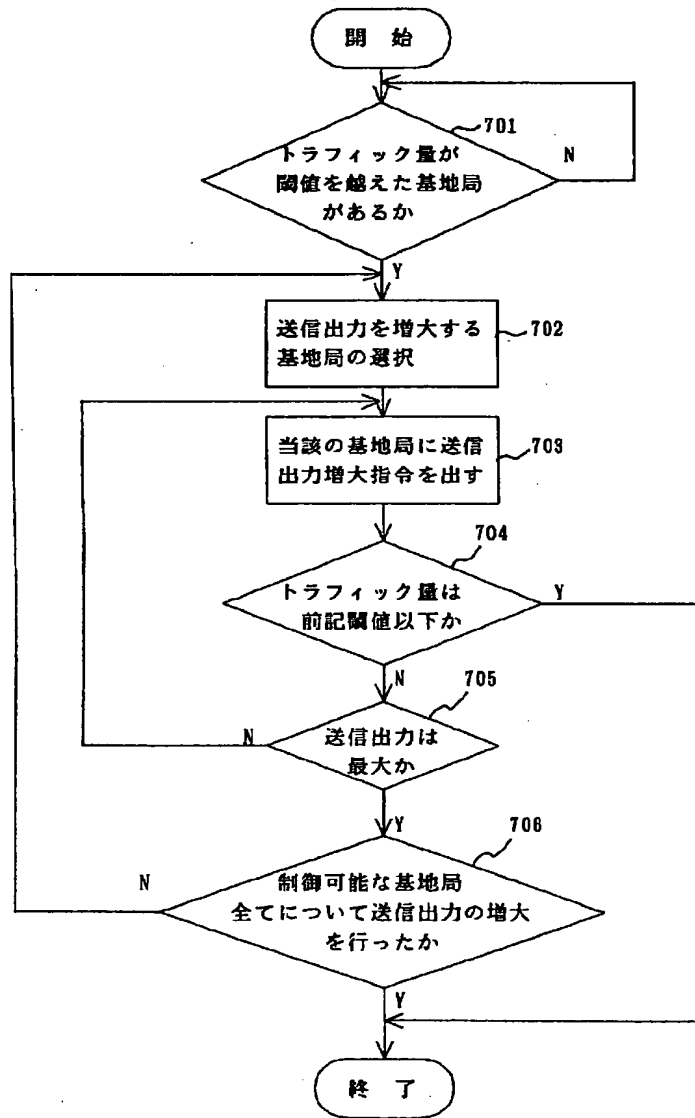 開 始
701
トラフィック量が
閾値を越えた基地局
があるか
N
Y
送信出力を増大する
基地局の選択
702
当該の基地局に送信
出力増大指令を出す
703
704
トラフィック量は
前記閾値以下か
Y
N
705
送信出力は
最大か
N
Y
706
制御可能な基地局
全てについて送信出力の増大
を行ったか
N
Y
終 了